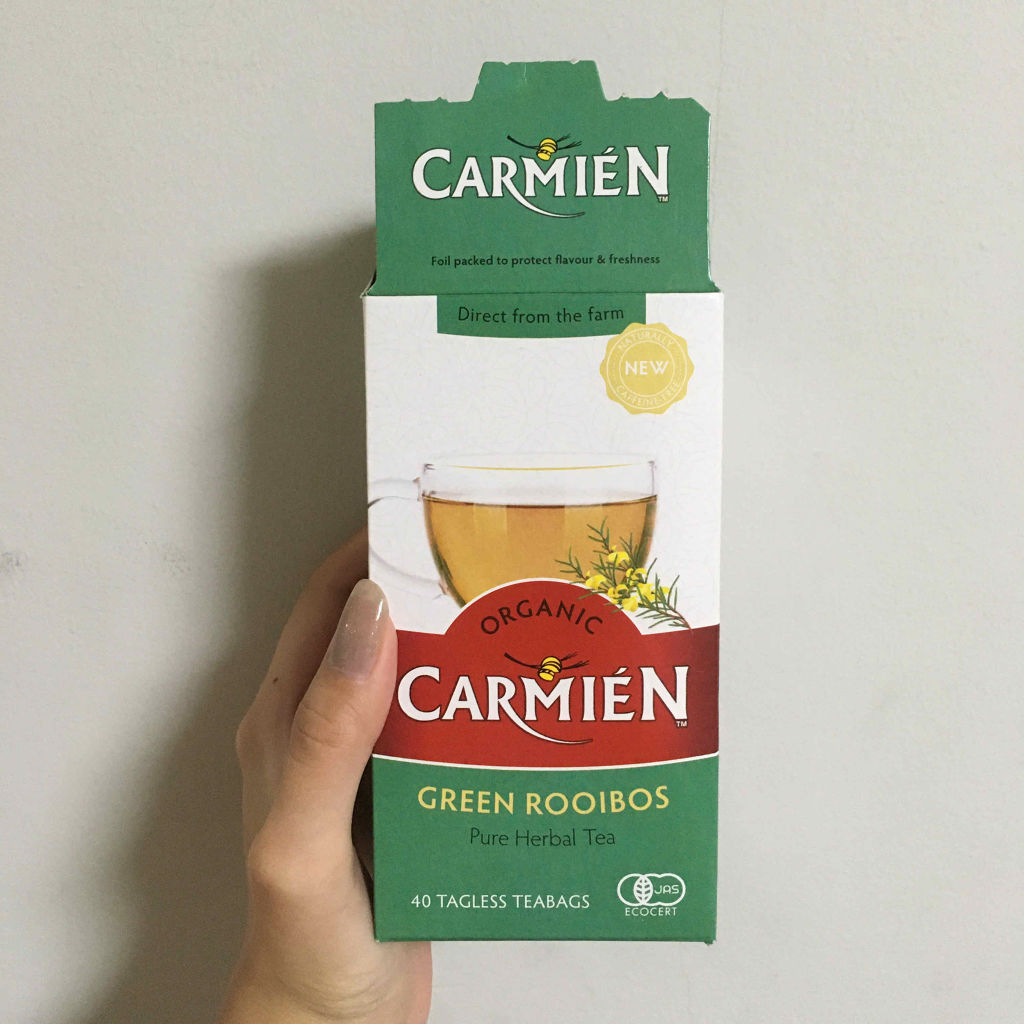 CARMIÉN
TM
Foil packed to protect flavour & freshness
Direct from the farm
NATURALLY
NEW
CAFFEINE-FREE
ORGANIC
CARMIÉN
TM
GREEN ROOIBOS
Pure Herbal Tea
40 TAGLESS TEABAGS
JAS
ECOCERT